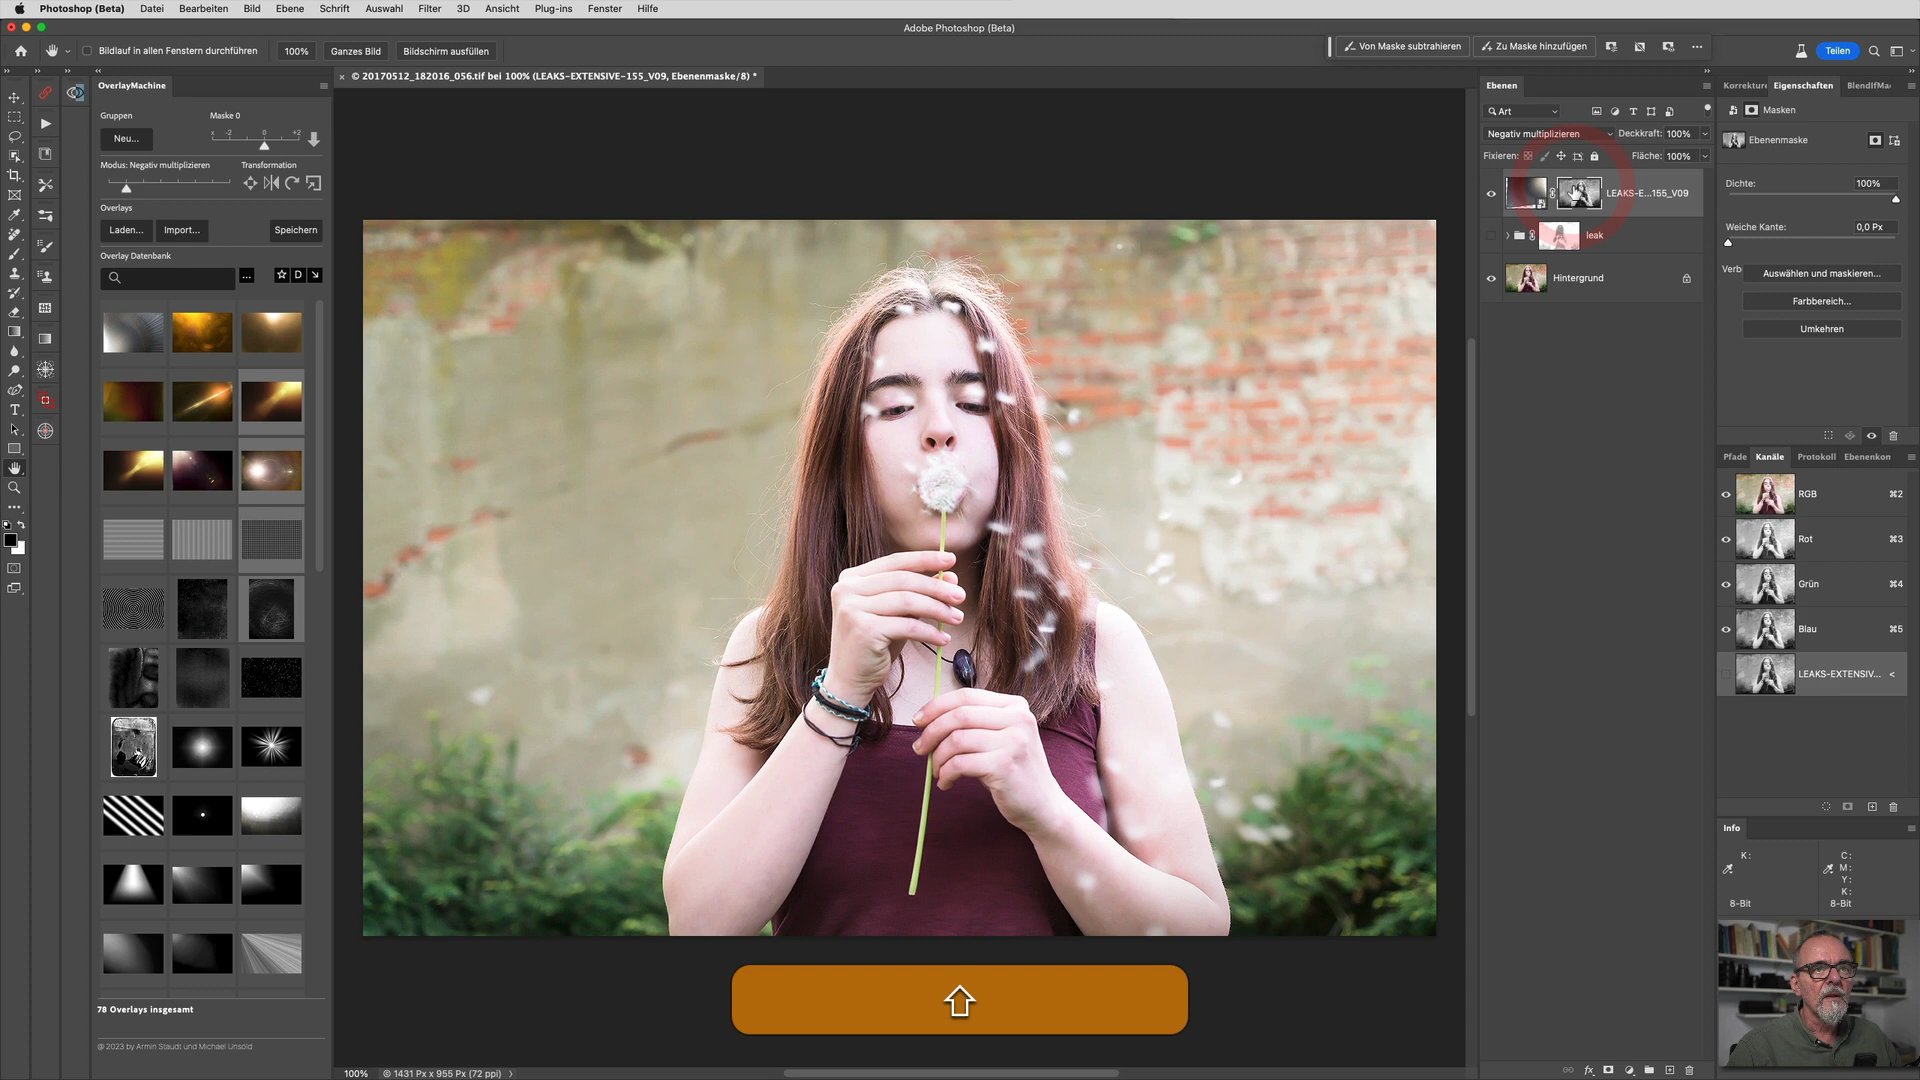 Photoshop (Beta) Datei Bearbeiten Bild Ebene Schrift Auswahl Filter 3D Ansicht Plug-ins Fenster Hilfe
Adobe Photoshop (Beta)
Bildlauf in allen Fenstern durchführen 100% Ganzes Bild Bildschirm ausfüllen
Von Maske subtrahieren Zu Maske hinzufügen Teilen
© 20170512_182016_056.tif bei 100% (LEAKS-EXTENSIVE-155_V09, Ebenenmaske/8) *
OverlayMachine
Gruppen Maske 0
Neu...
x -2 0 +2
Modus: Negativ multiplizieren Transformation
Overlays
Laden... Import... Speichern
Overlay Datenbank
... D
78 Overlays insgesamt
@ 2023 by Armin Staudt und Michael Unsöld
100% © 1431 Px x 955 Px (72 ppi)
Ebenen
Art
Negativ multiplizieren Deckkraft: 100%
Fixieren: Fläche: 100%
LEAKS-E...155_V09
leak
Hintergrund
Korrekture Eigenschaften BlendIfMa
Masken
Ebenenmaske
Dichte: 100%
Weiche Kante: 0,0 Px
Verb Auswählen und maskieren...
Farbbereich...
Umkehren
Pfade Kanäle Protokoll Ebenenkon
RGB ⌘2
Rot ⌘3
Grün ⌘4
Blau ⌘5
LEAKS-EXTENSIV... <
Info
K: C:
M:
Y:
K:
8-Bit 8-Bit